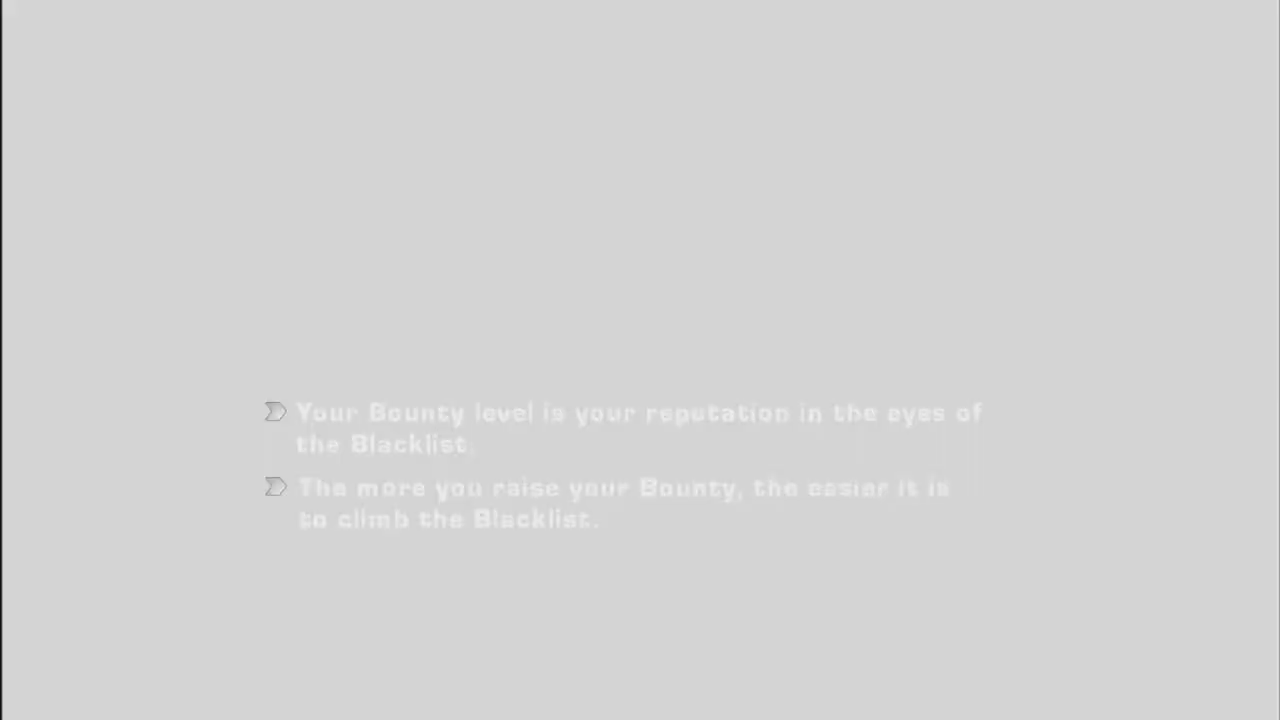 Your Bounty level is your reputation in the eyes of
the Blacklist.
The more you raise your Bounty, the easier it is
to climb the Blacklist.